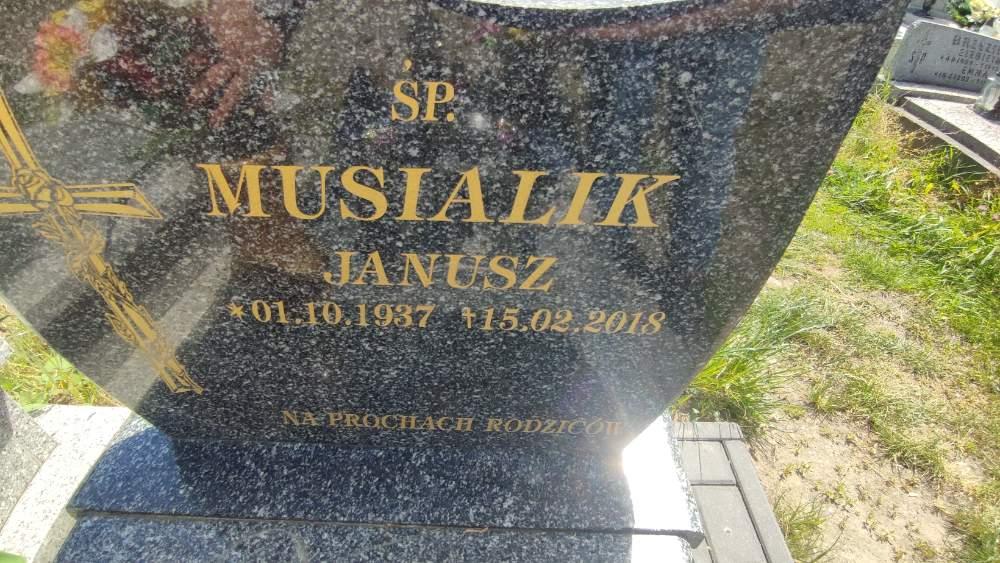 ŚP.
MUSIALIK
JANUSZ
*01.10.1937 †15.02.2018
NA PROCHACH RODZICÓW